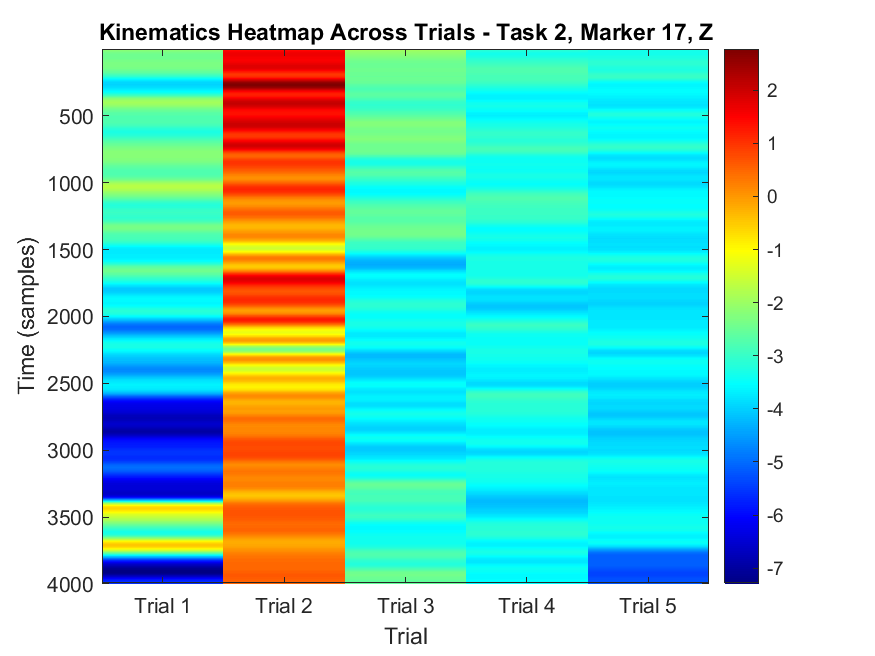 Kinematics Heatmap Across Trials - Task 2, Marker 17, Z
500
1000
1500
2000
2500
3000
3500
4000
Time (samples)
Trial 1
Trial 2
Trial 3
Trial 4
Trial 5
Trial
2
1
0
-1
-2
-3
-4
-5
-6
-7